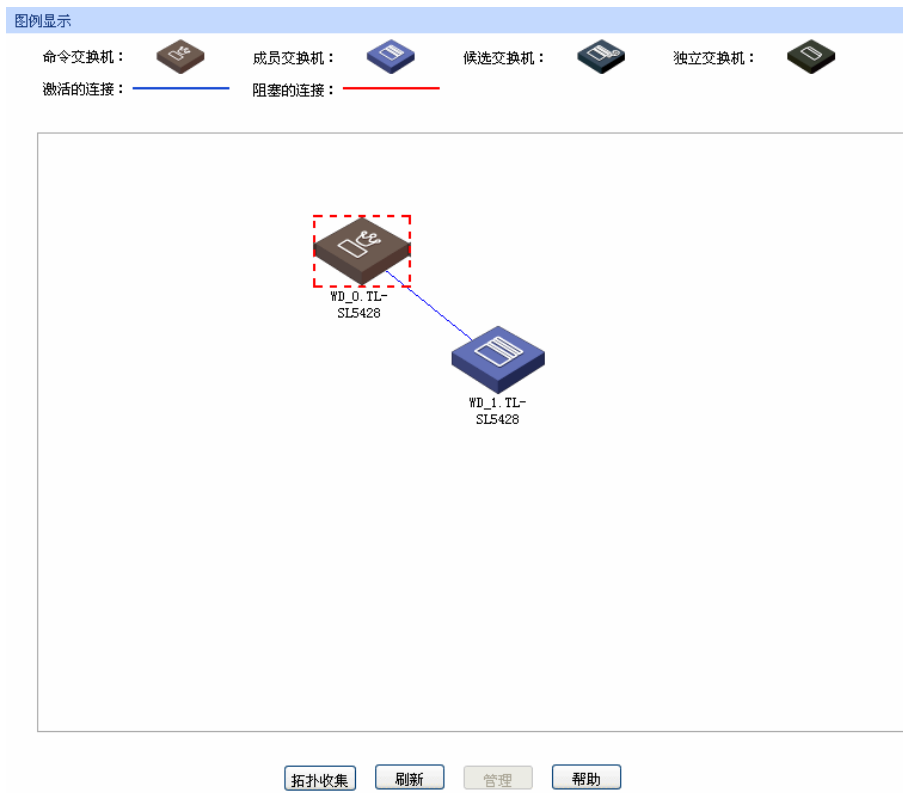 图例显示
命令交换机： 成员交换机： 候选交换机： 独立交换机：
激活的连接： 阻塞的连接：
WD_0.TL-
SL5428
WD_1.TL-
SL5428
拓扑收集 刷新 管理 帮助